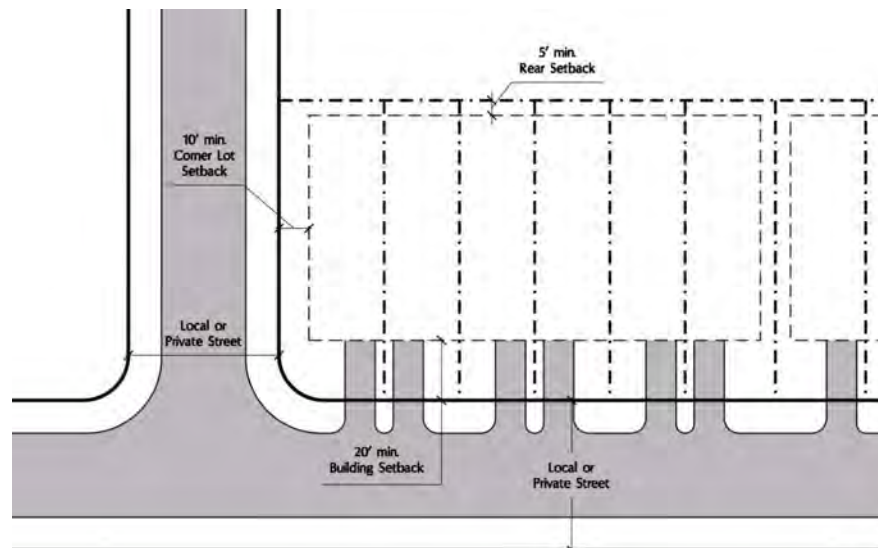 5' min.
Rear Setback
10' min.
Corner Lot
Setback
Local or
Private Street
20' min.
Building Setback
Local or
Private Street